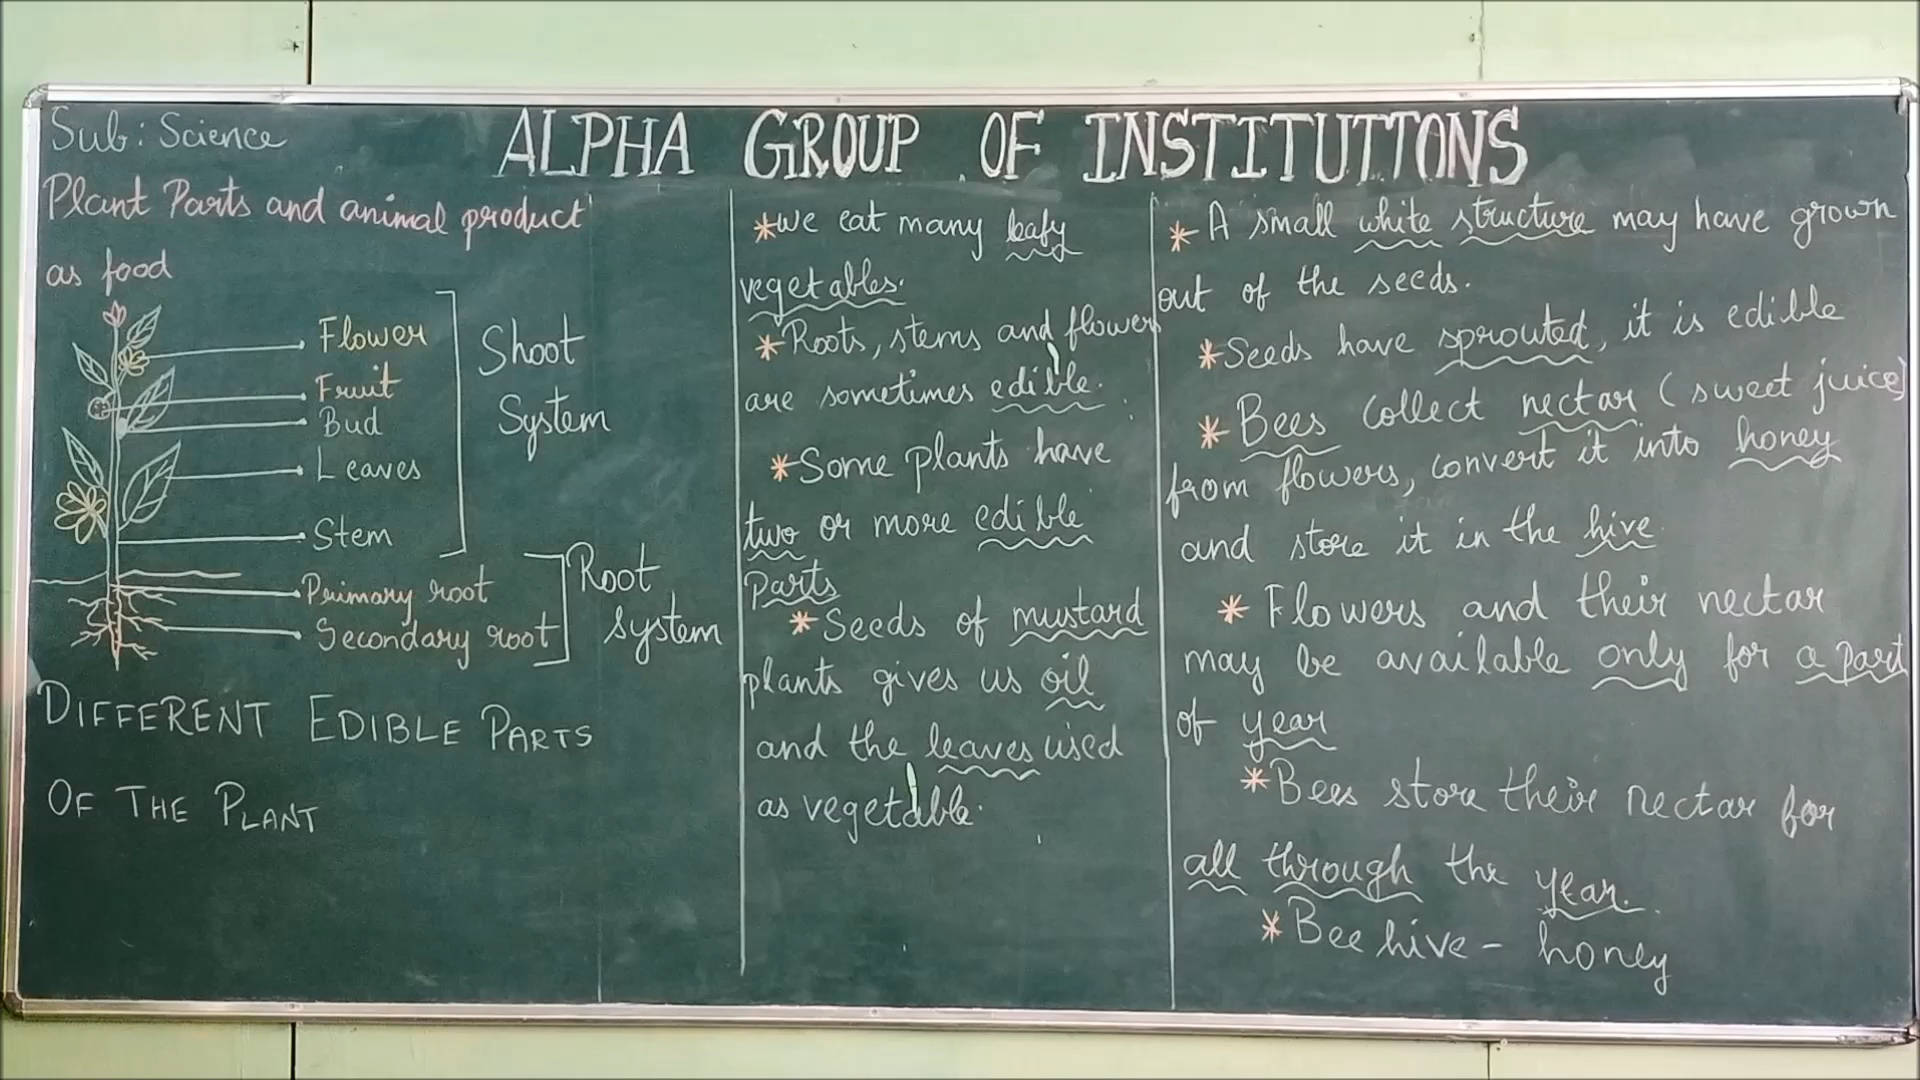 Sub: Science
ALPHA GROUP OF INSTITUTTONS
Plant Parts and animal product
as food
Flower
Fruit
Bud
Leaves
Stem
Shoot
System
Primary root
Secondary root
Root
System
DIFFERENT EDIBLE PARTS
OF THE PLANT
*we eat many leafy
vegetables.
*Roots, stems and flower
are sometimes edible.
*Some plants have
two or more edible
Parts
*Seeds of mustard
plants gives us oil
and the leaves used
as vegetable.
* A small white structure may have grown
out of the seeds.
*Seeds have sprouted, it is edible
* Bees collect nectar (sweet juice)
from flowers, convert it into honey
and store it in the hive
* Flowers and their nectar
may be available only for a part
of year
*Bees store their nectar for
all through the year.
*Bee hive - honey